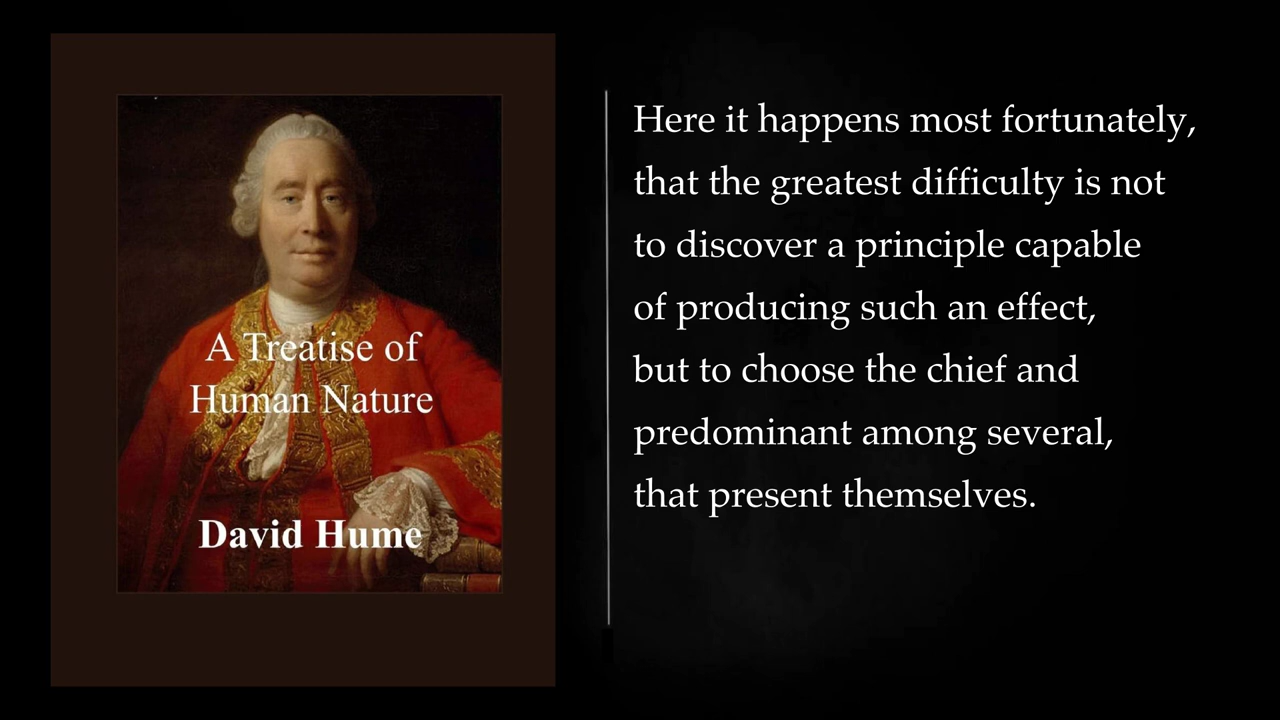 A Treatise of
Human Nature
David Hume
Here it happens most fortunately,
that the greatest difficulty is not
to discover a principle capable
of producing such an effect,
but to choose the chief and
predominant among several,
that present themselves.